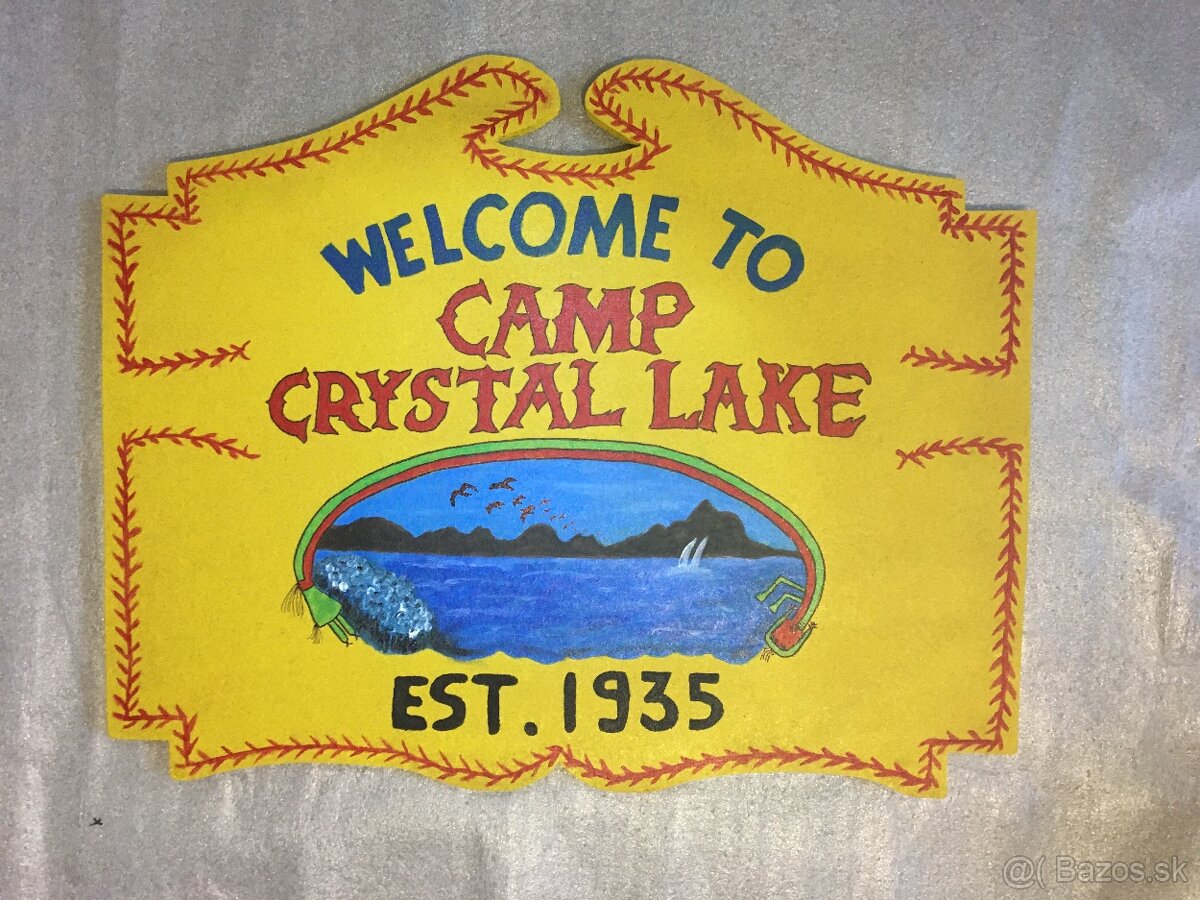 WELCOME TO
CAMP
CRYSTAL LAKE
EST. 1935
@( Bazos.sk